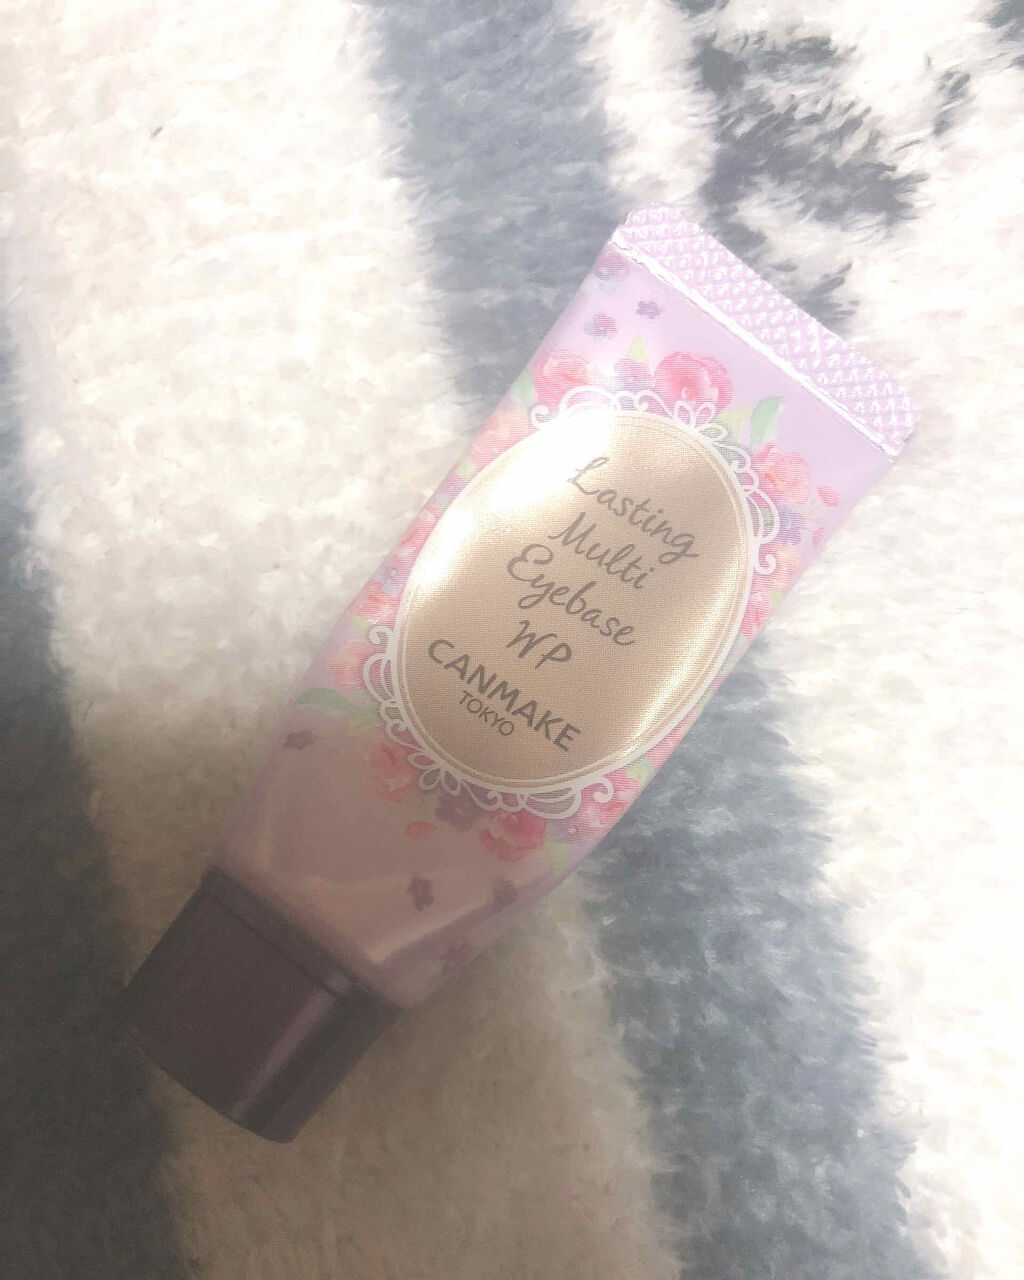 Lasting
Multi
Eyebase
WP
CANMAKE
TOKYO